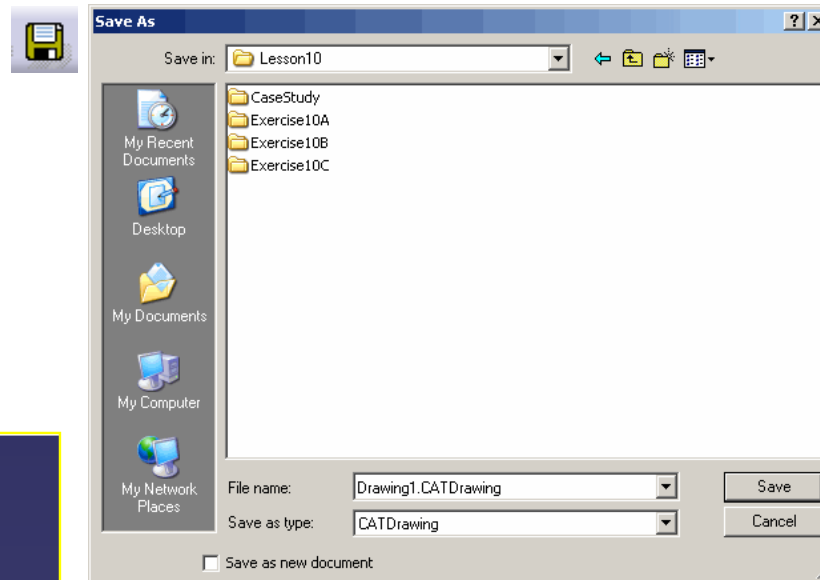 Save As
Save in: Lesson10
CaseStudy
Exercise10A
Exercise10B
Exercise10C
My Recent
Documents
Desktop
My Documents
My Computer
My Network
Places
File name: Drawing1.CATDrawing Save
Save as type: CATDrawing Cancel
Save as new document